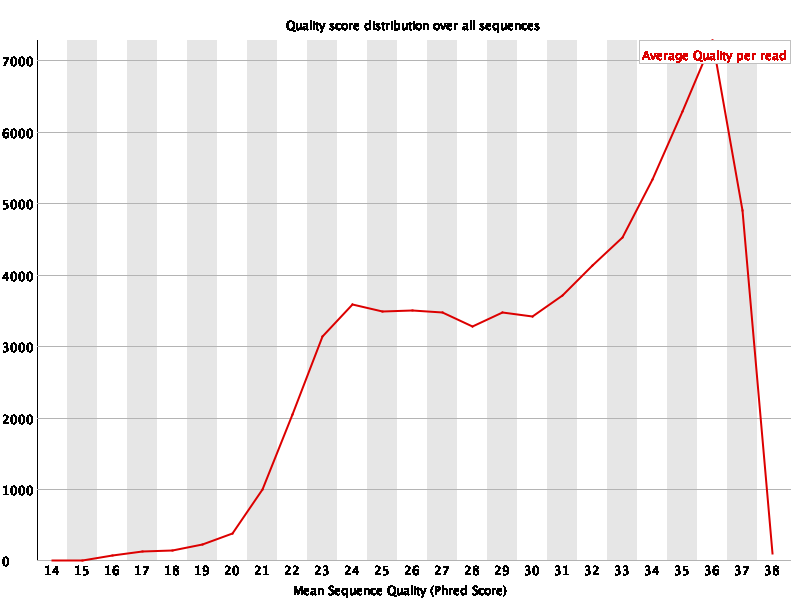 Quality score distribution over all sequences
Average Quality per read
7000
6000
5000
4000
3000
2000
1000
0
14 15 16 17 18 19 20 21 22 23 24 25 26 27 28 29 30 31 32 33 34 35 36 37 38
Mean Sequence Quality (Phred Score)